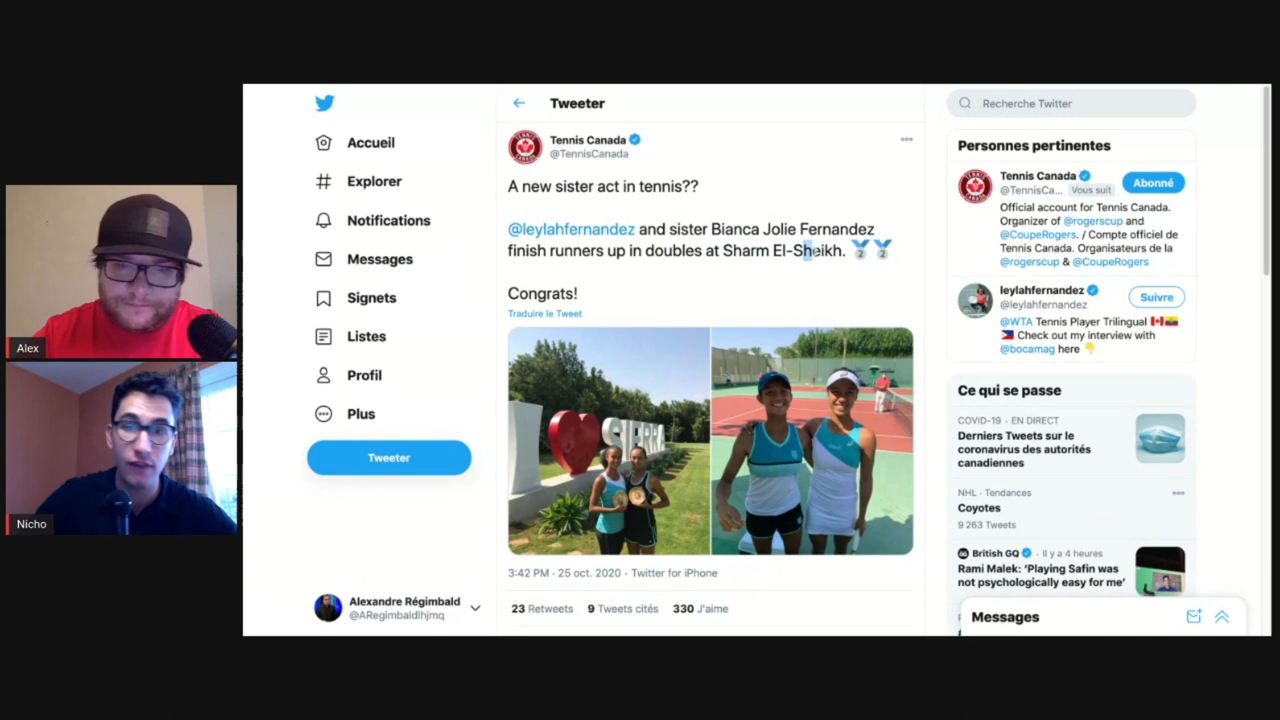 Alex
Nicho
Accueil
Explorer
Notifications
Messages
Signets
Listes
Profil
Plus
Tweeter
Alexandre Régimbald
@ARegimbaldlhjmq
Tweeter
Tennis Canada
@TennisCanada
A new sister act in tennis??
@leylahfernandez and sister Bianca Jolie Fernandez
finish runners up in doubles at Sharm El-Sheikh. 🥈🥈
Congrats!
Traduire le Tweet
I ❤ SIERRA
3:42 PM · 25 oct. 2020 · Twitter for iPhone
23 Retweets 9 Tweets cités 330 J'aime
Recherche Twitter
Personnes pertinentes
Tennis Canada
@TennisCa... Vous suit
Abonné
Official account for Tennis Canada.
Organizer of @rogerscup and
@CoupeRogers. / Compte officiel de
Tennis Canada. Organisateurs de la
@rogerscup & @CoupeRogers
leylahfernandez
@leylahfernandez
Suivre
@WTA Tennis Player Trilingual 🇨🇦🇪🇨
🇵🇭 Check out my interview with
@bocamag here 👇
Ce qui se passe
COVID-19 · EN DIRECT
Derniers Tweets sur le
coronavirus des autorités
canadiennes
NHL · Tendances
Coyotes
9 263 Tweets
British GQ · Il y a 4 heures
Rami Malek: ‘Playing Safin was
not psychologically easy for me’
Messages